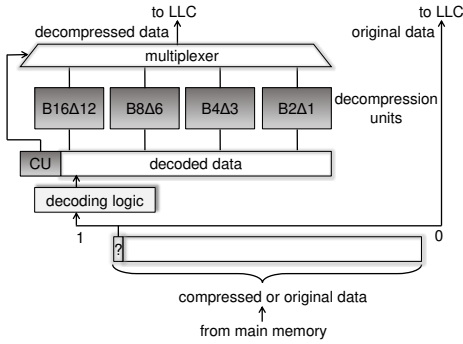 to LLC
to LLC
decompressed data
original data
multiplexer
B16Δ12
B8Δ6
B4Δ3
B2Δ1
decompression
units
CU
decoded data
decoding logic
1
0
?
compressed or original data
from main memory